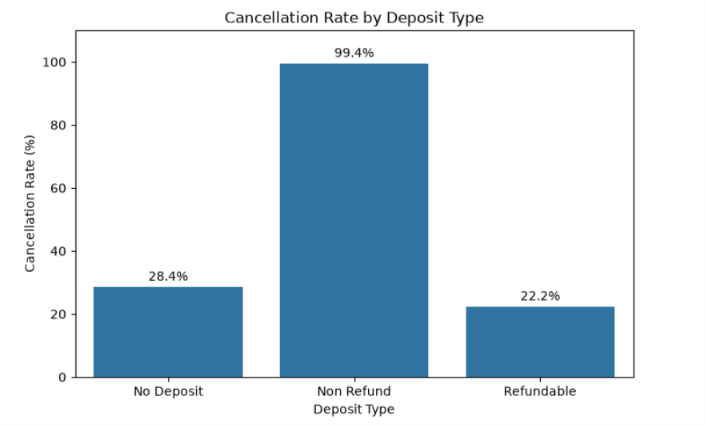 Cancellation Rate by Deposit Type
Cancellation Rate (%)
100
80
60
40
20
0
28.4%
99.4%
22.2%
No Deposit
Non Refund
Refundable
Deposit Type